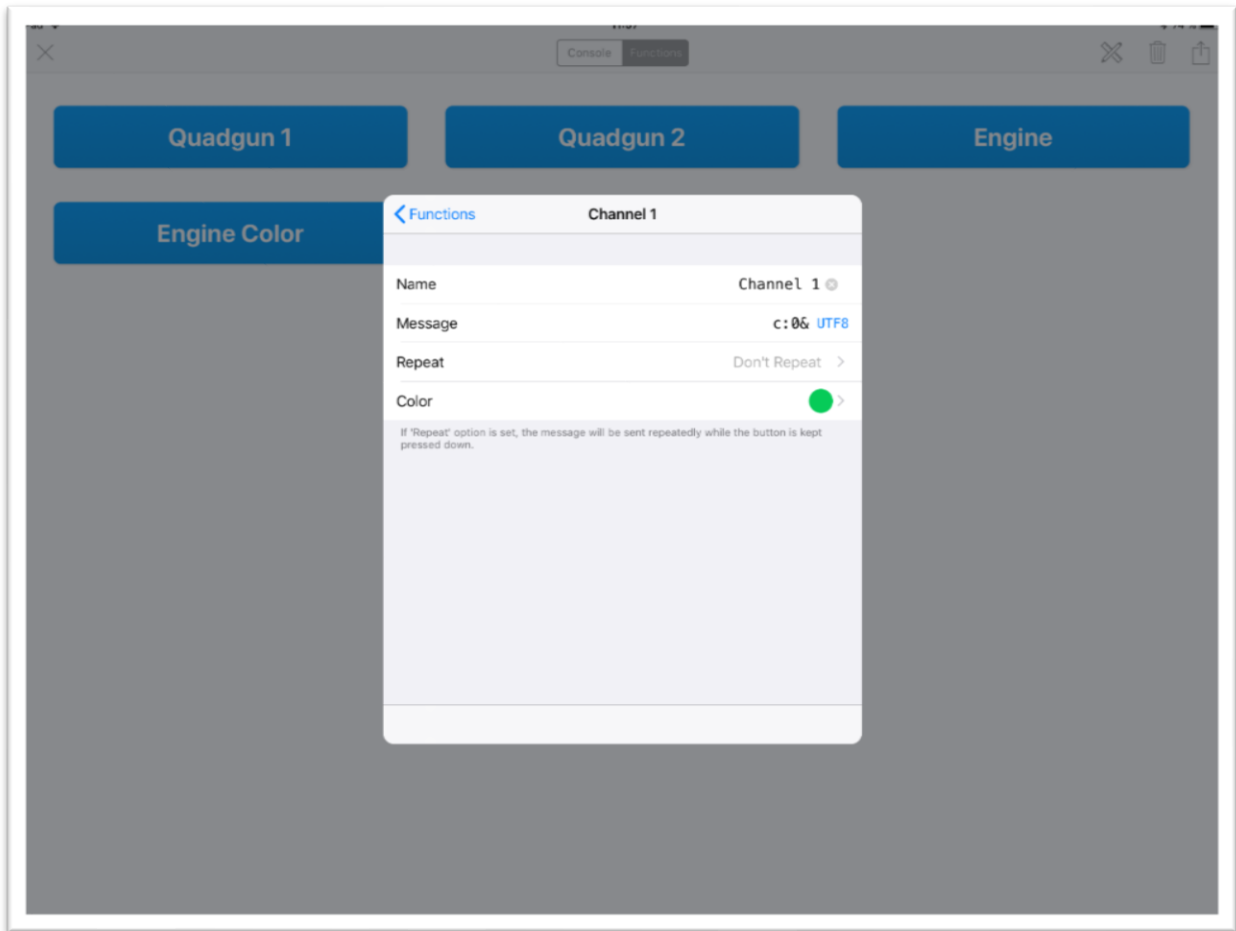 Console Functions
Quadgun 1 Quadgun 2 Engine
Engine Color
Functions Channel 1
Name Channel 1
Message c:0& UTF8
Repeat Don't Repeat
Color
If 'Repeat' option is set, the message will be sent repeatedly while the button is kept
pressed down.